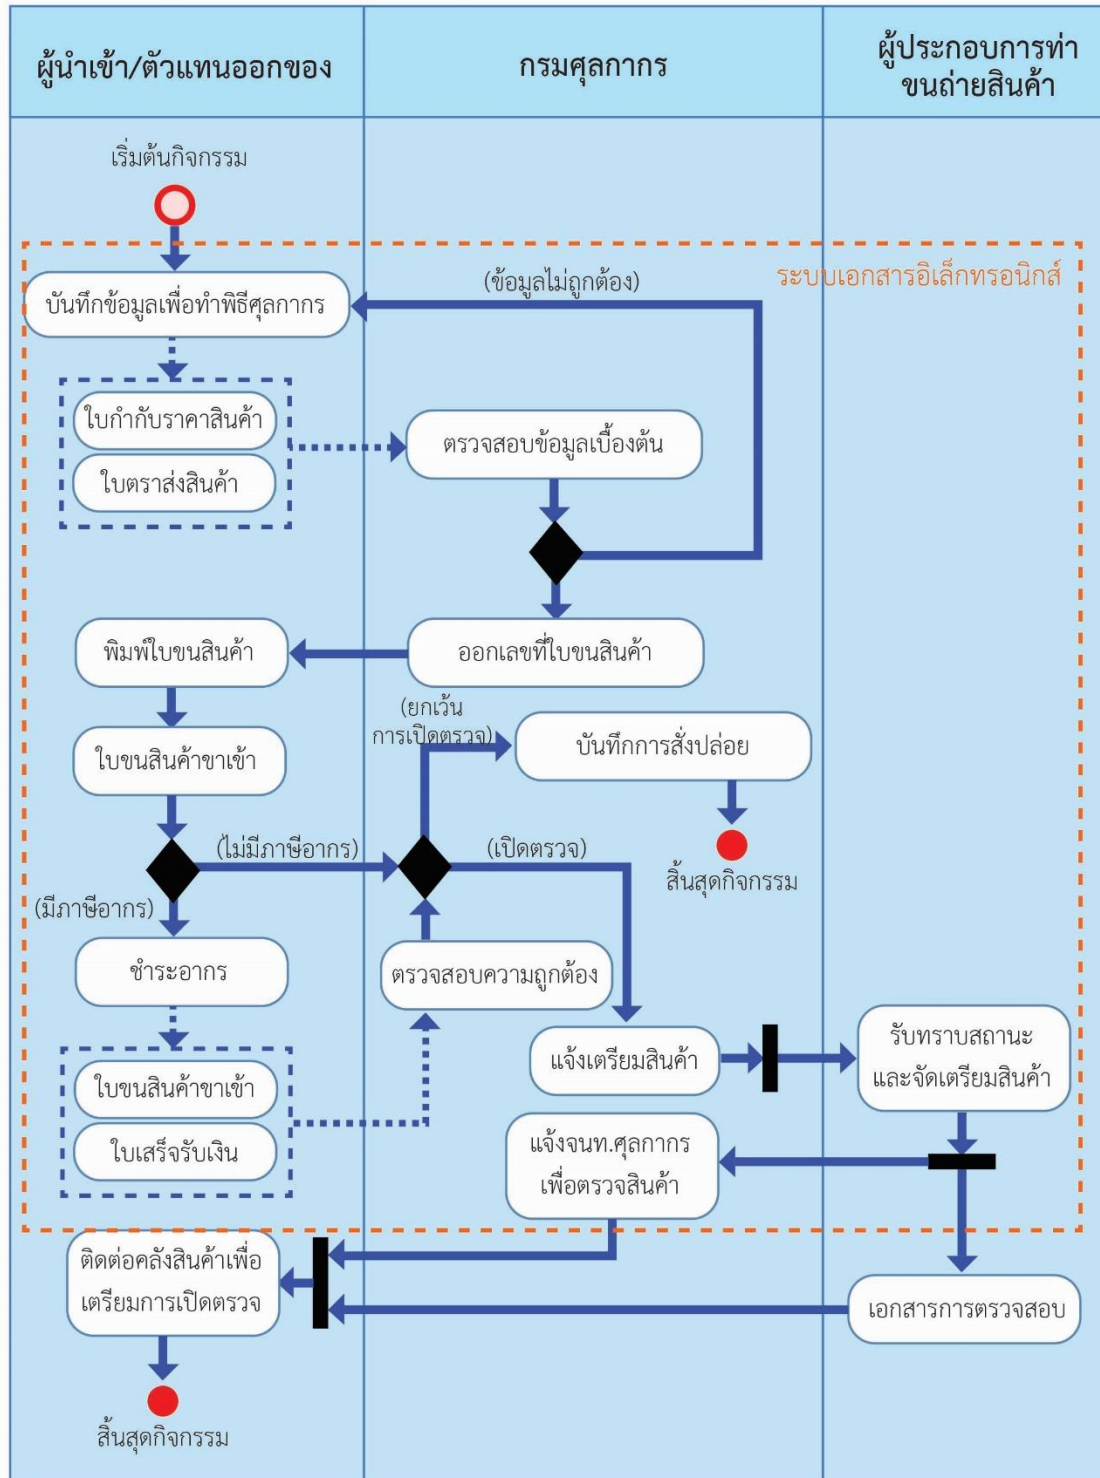 ผู้นำเข้า/ตัวแทนออกของ
กรมศุลกากร
ผู้ประกอบการท่า
ขนถ่ายสินค้า
เริ่มต้นกิจกรรม
ระบบเอกสารอิเล็กทรอนิกส์
(ข้อมูลไม่ถูกต้อง)
บันทึกข้อมูลเพื่อทำพิธีศุลกากร
ใบกำกับราคาสินค้า
ใบตราส่งสินค้า
ตรวจสอบข้อมูลเบื้องต้น
พิมพ์ใบขนสินค้า
ออกเลขที่ใบขนสินค้า
(ยกเว้น
การเปิดตรวจ)
ใบขนสินค้าขาเข้า
บันทึกการสั่งปล่อย
(ไม่มีภาษีอากร)
(เปิดตรวจ)
สิ้นสุดกิจกรรม
(มีภาษีอากร)
ชำระอากร
ตรวจสอบความถูกต้อง
แจ้งเตรียมสินค้า
รับทราบสถานะ
และจัดเตรียมสินค้า
ใบขนสินค้าขาเข้า
ใบเสร็จรับเงิน
แจ้งจนท.ศุลกากร
เพื่อตรวจสินค้า
ติดต่อคลังสินค้าเพื่อ
เตรียมการเปิดตรวจ
เอกสารการตรวจสอบ
สิ้นสุดกิจกรรม